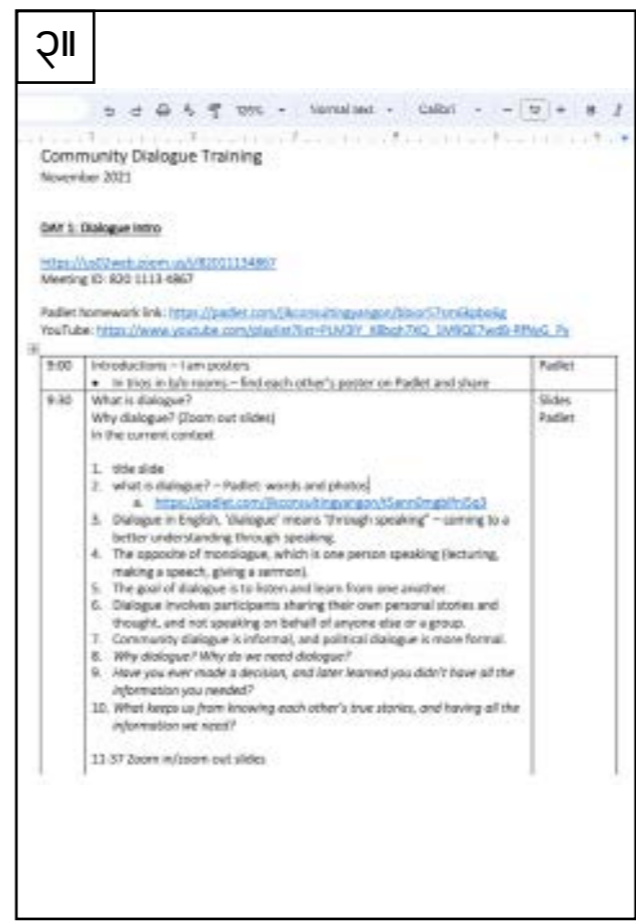 ၃။
Normal text Calibri
Community Dialogue Training
November 2021
DAY 1: Dialogue Intro
Meeting ID: 820 1113 4867
Padlet homework link:
YouTube:
9:00 Introductions – I am posters Padlet
• In trios in b/o rooms – find each other's poster on Padlet and share
9:30 What is dialogue? Slides
Why dialogue? (Zoom out slides) Padlet
In the current context
1. title slide
2. what is dialogue? – Padlet: words and photos
a.
3. Dialogue in English, 'dialogue' means "through speaking" – coming to a
better understanding through speaking.
4. The opposite of monologue, which is one person speaking (lecturing,
making a speech, giving a sermon).
5. The goal of dialogue is to listen and learn from one another.
6. Dialogue involves participants sharing their own personal stories and
thought, and not speaking on behalf of anyone else or a group.
7. Community dialogue is informal, and political dialogue is more formal.
8. Why dialogue? Why do we need dialogue?
9. Have you ever made a decision, and later learned you didn't have all the
information you needed?
10. What keeps us from knowing each other's true stories, and having all the
information we need?
11-37 Zoom in/zoom out slides